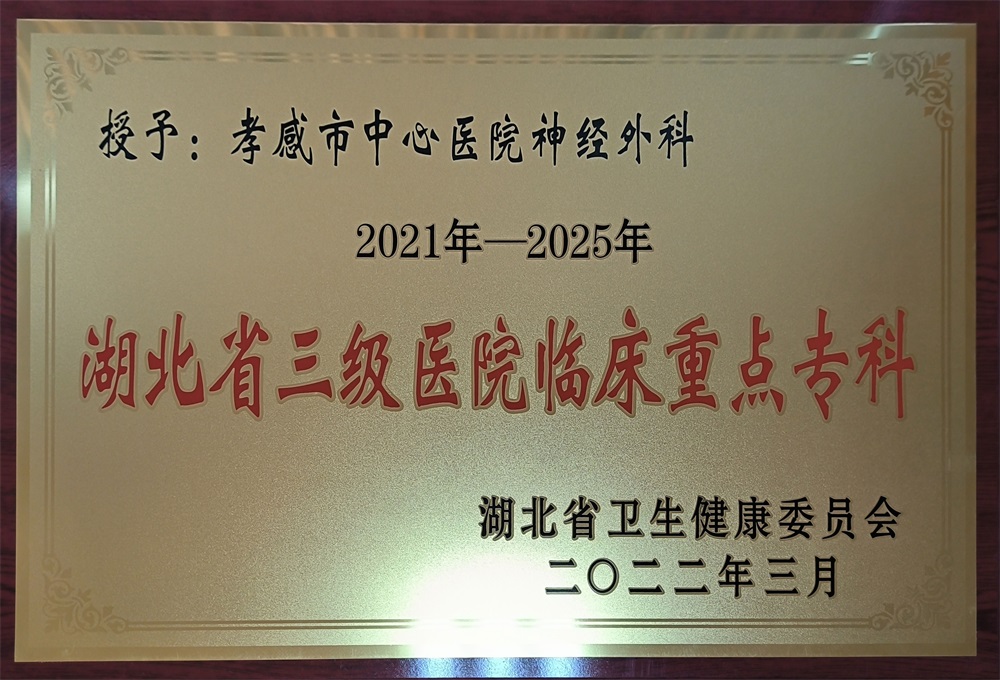 授予：孝感市中心医院神经外科
2021年—2025年
湖北省三级医院临床重点专科
湖北省卫生健康委员会
二〇二二年三月